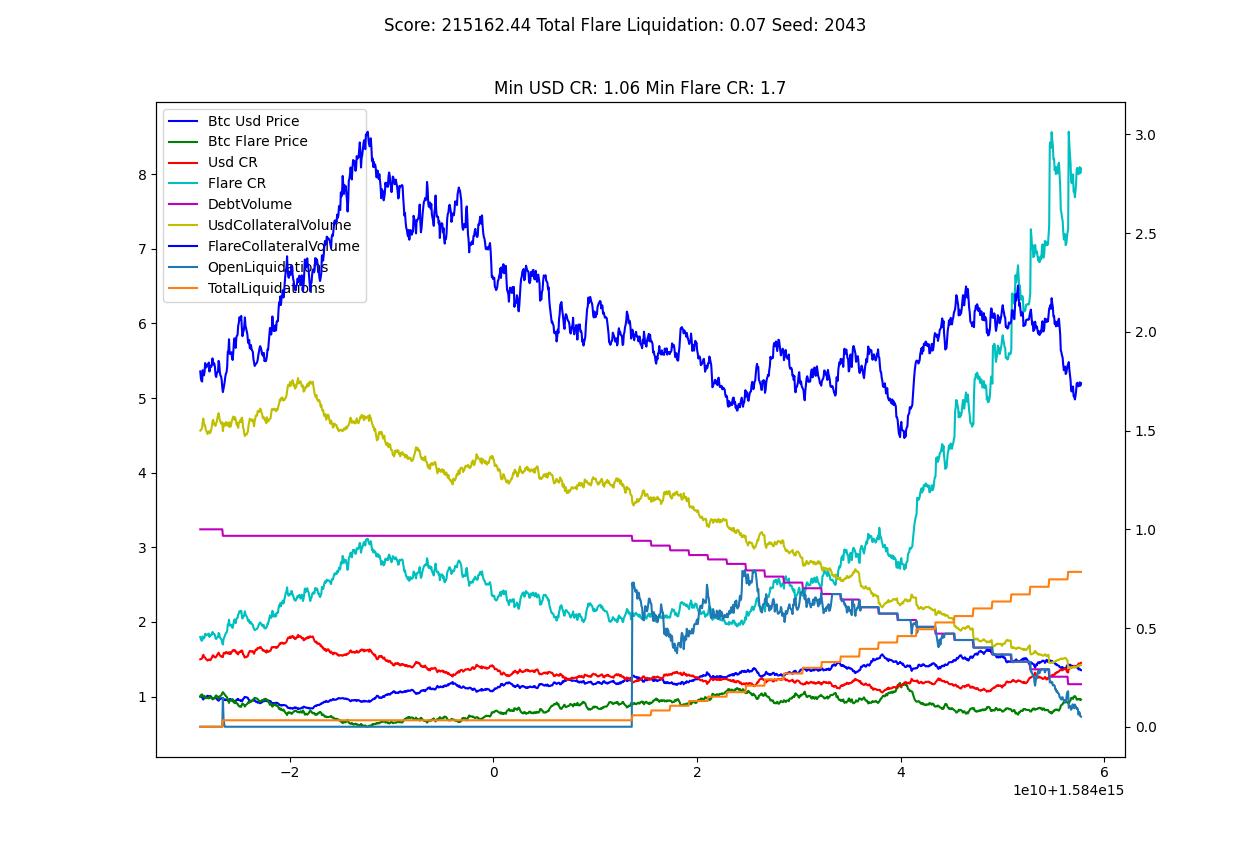 Score: 215162.44 Total Flare Liquidation: 0.07 Seed: 2043
Min USD CR: 1.06 Min Flare CR: 1.7
Btc Usd Price
Btc Flare Price
Usd CR
Flare CR
DebtVolume
UsdCollateralVolume
FlareCollateralVolume
OpenLiquidations
TotalLiquidations
8
7
6
5
4
3
2
1
3.0
2.5
2.0
1.5
1.0
0.5
0.0
−2
0
2
4
6
1e10+1.584e15